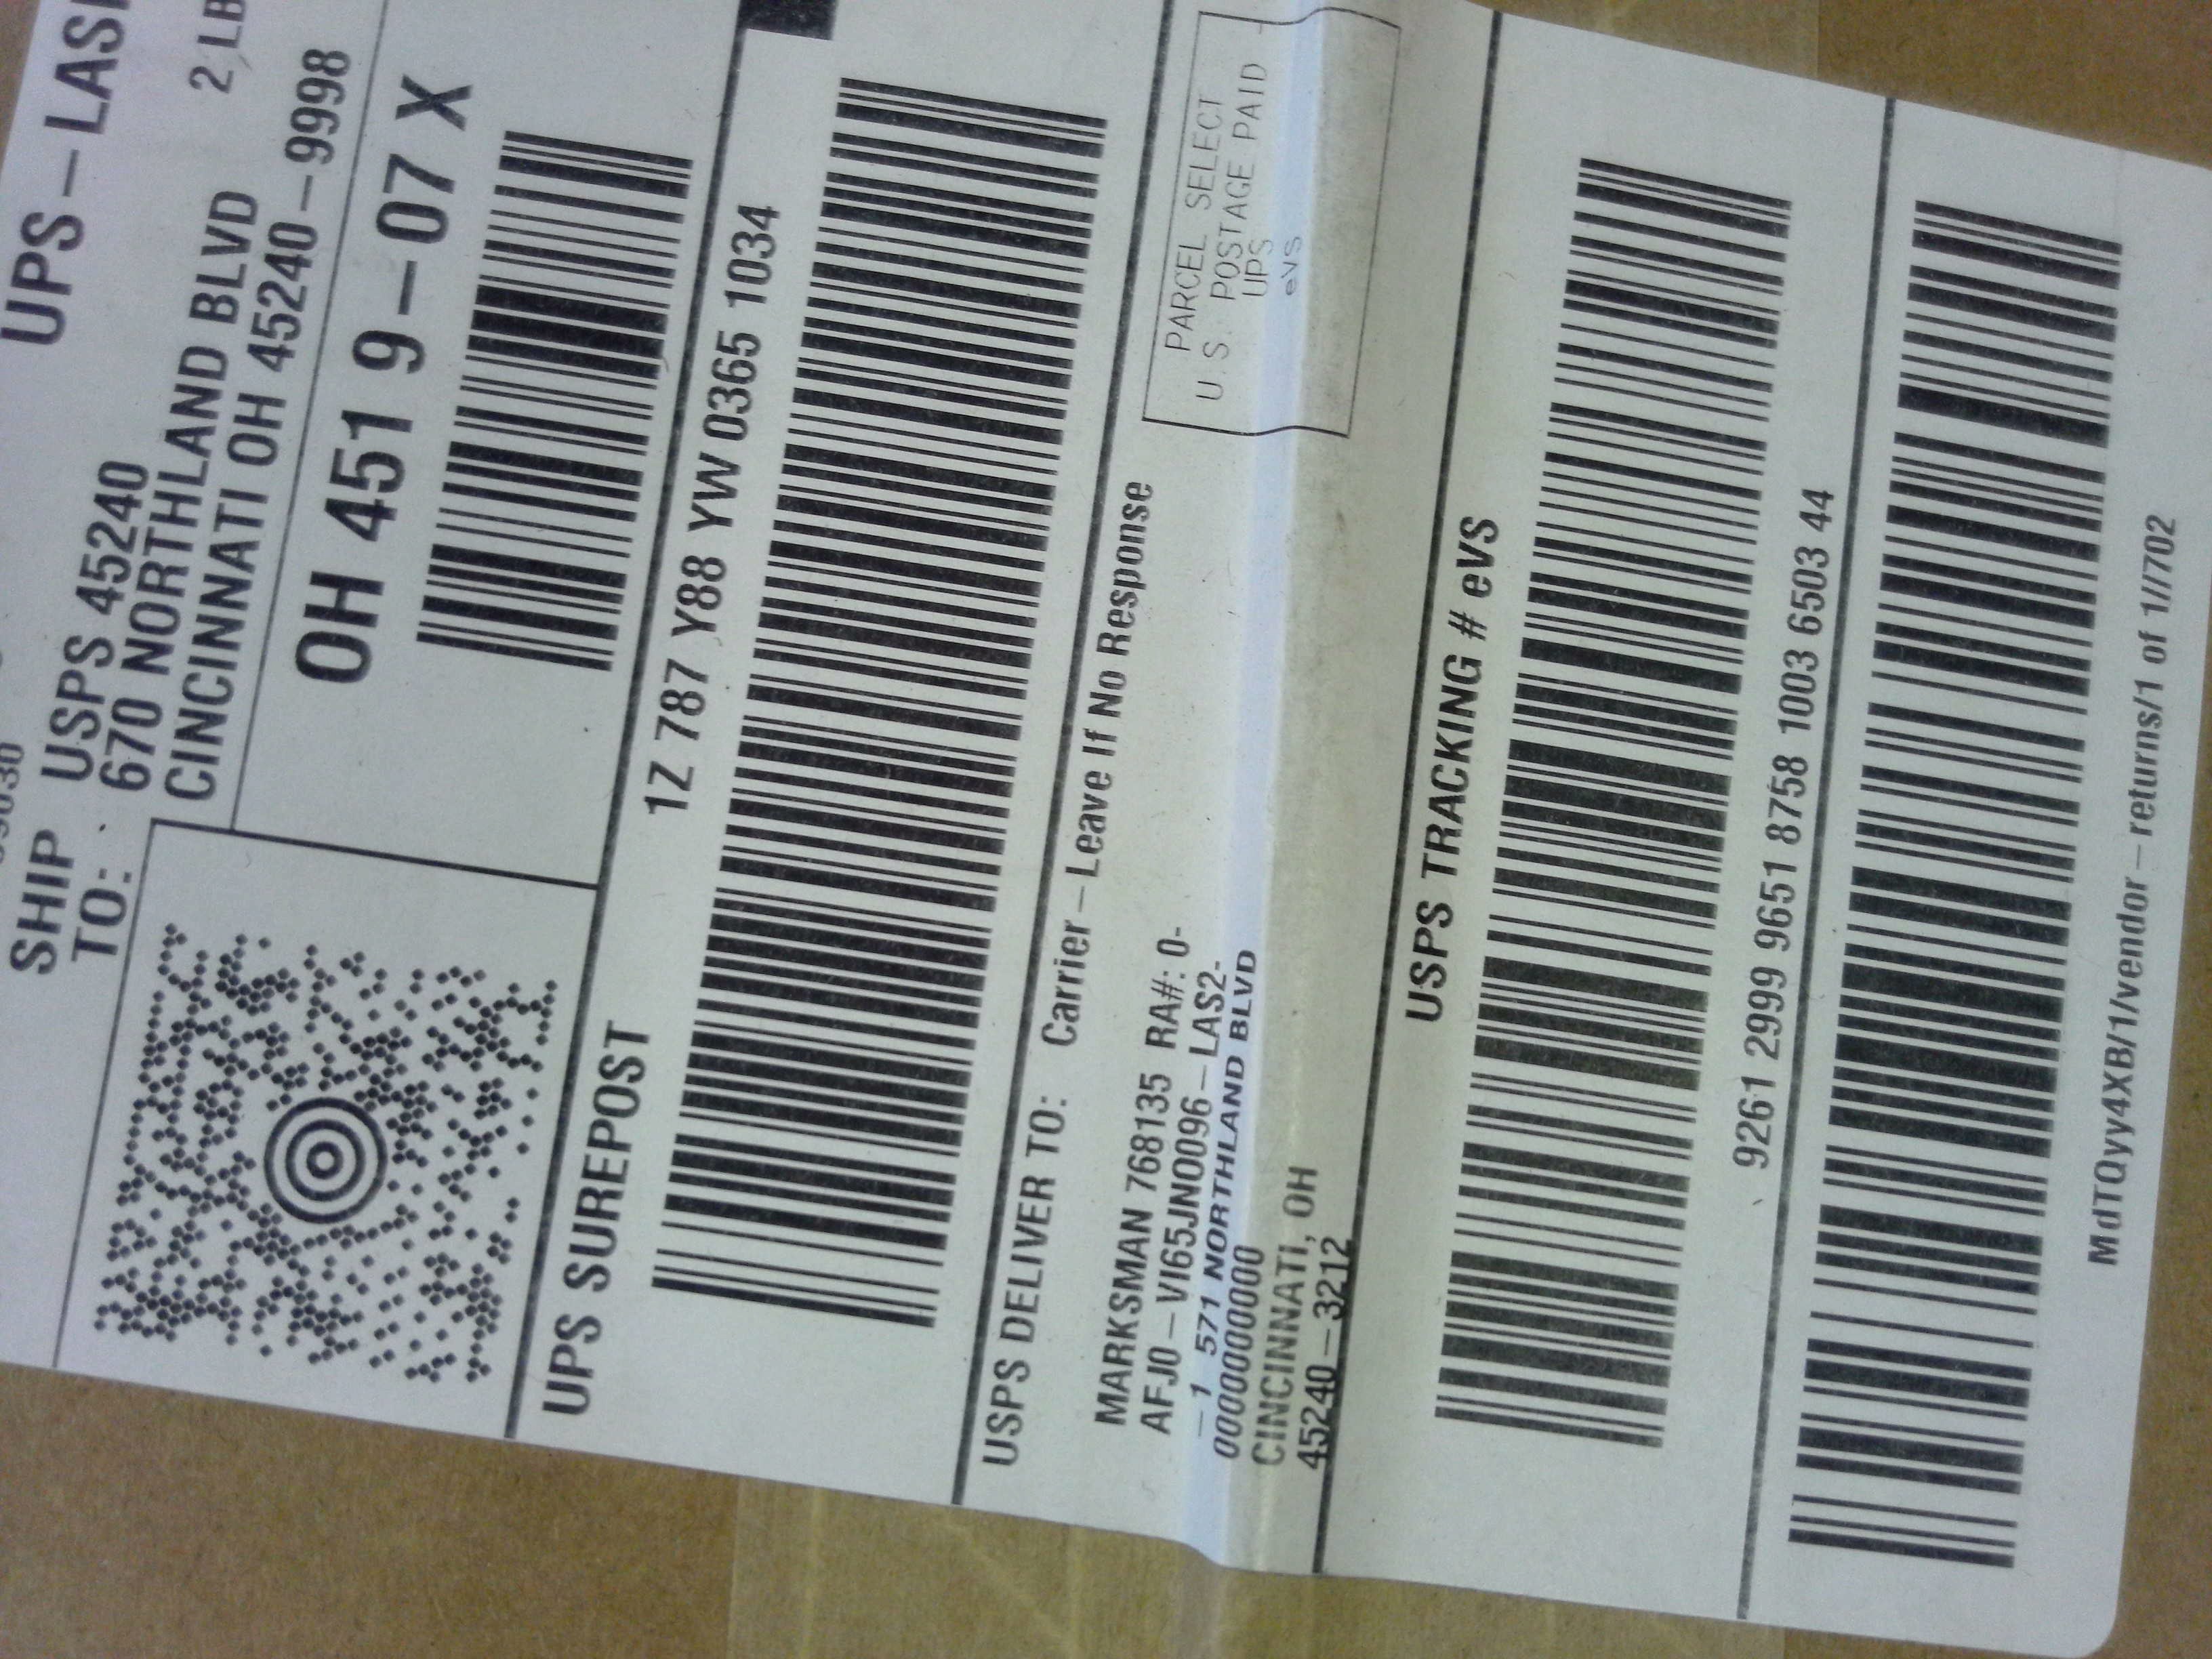 UPS-LAS
2 LB
SHIP TO:
USPS 45240
670 NORTHLAND BLVD
CINCINNATI OH 45240-9998
OH 451 9-07 X
UPS SUREPOST
1Z 787 Y88 YW 0365 1034
USPS DELIVER TO:
Carrier-Leave If No Response
MARKSMAN 768135 RA#: 0-
AFJ0-VI65JNO096-LAS2-
-1 571 NORTHLAND BLVD
0000000000
CINCINNATI, OH
45240-3212
PARCEL SELECT
U.S. POSTAGE PAID
UPS
eVS
USPS TRACKING # eVS
9261 2999 9651 8758 1003 6503 44
MdTQyy4XB/1/vendor-returns/1 of 1//702